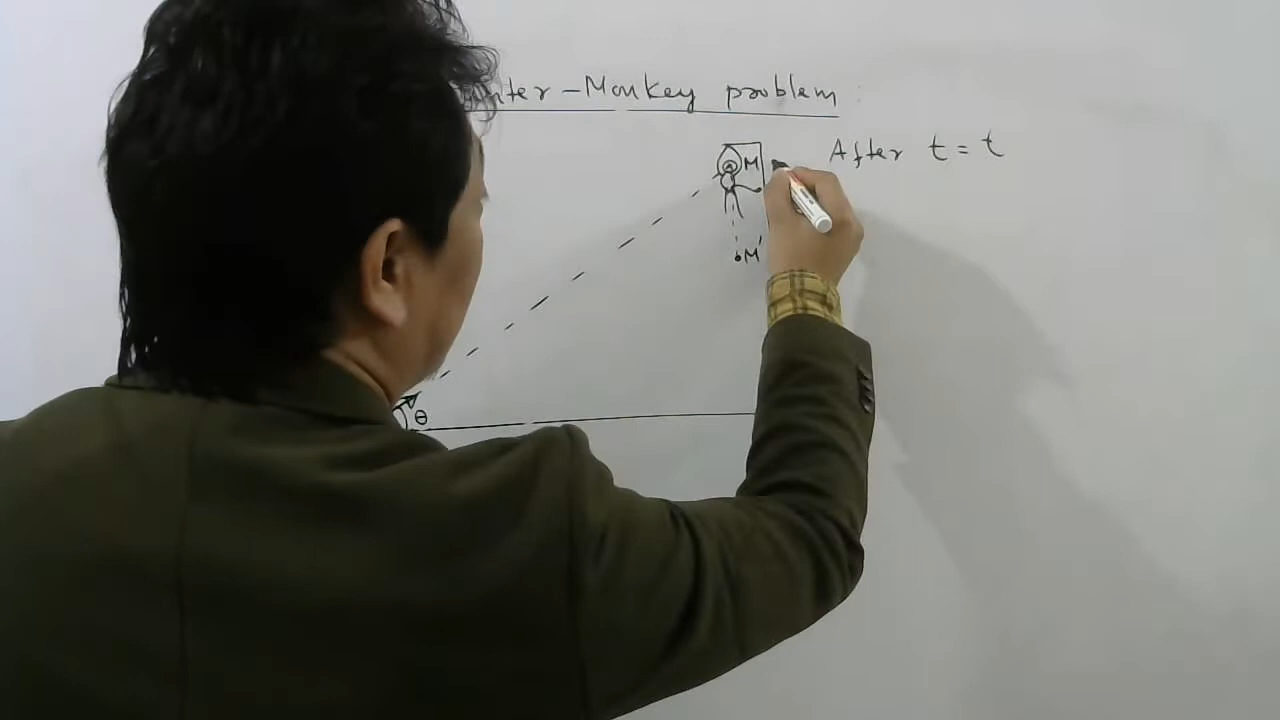 -Monkey problem :
After t = t
M
M'
θ